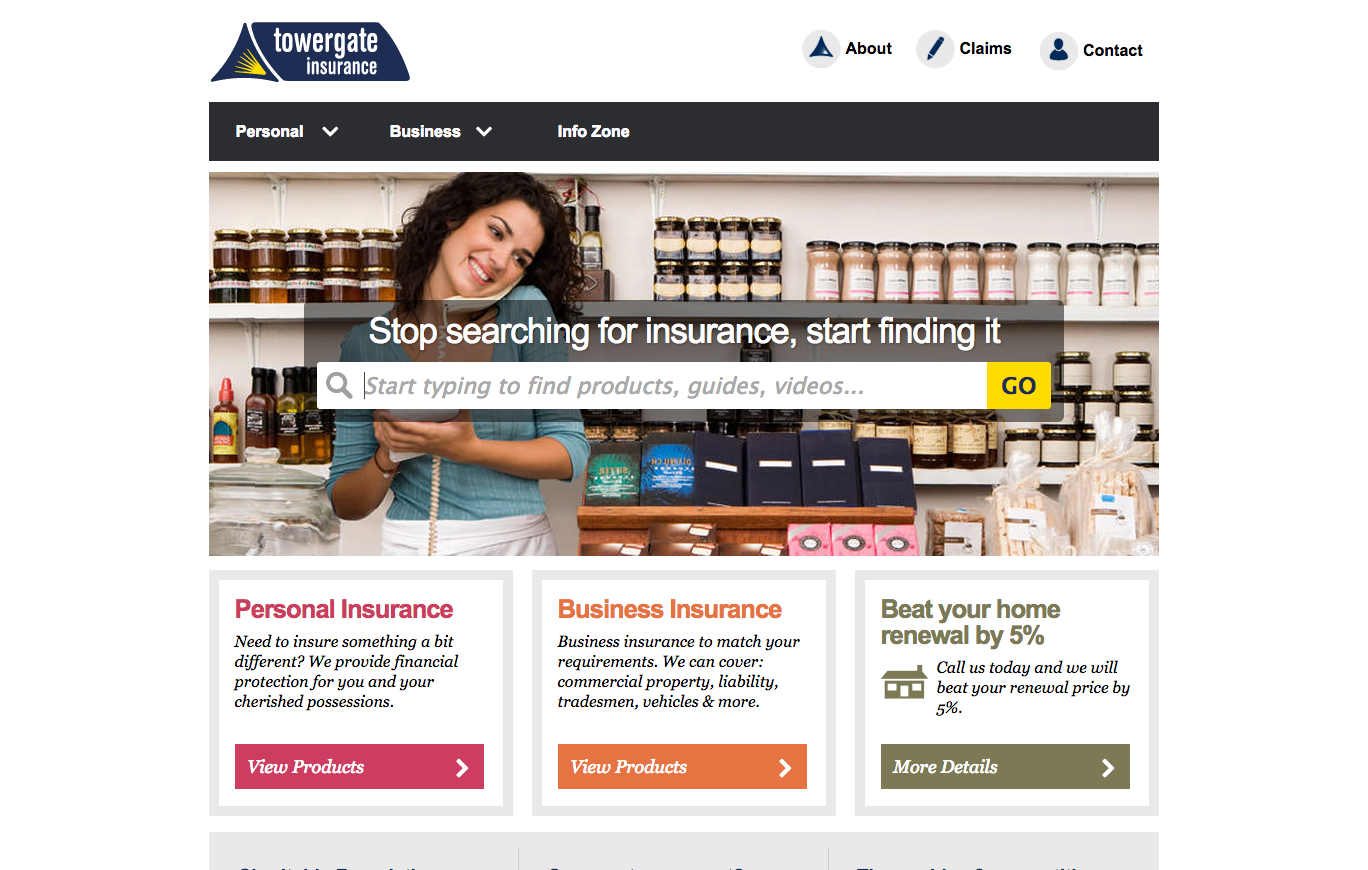 towergate
insurance
About
Claims
Contact
Personal
Business
Info Zone
Stop searching for insurance, start finding it
Start typing to find products, guides, videos...
GO
Personal Insurance
Need to insure something a bit
different? We provide financial
protection for you and your
cherished possessions.
View Products
Business Insurance
Business insurance to match your
requirements. We can cover:
commercial property, liability,
tradesmen, vehicles & more.
View Products
Beat your home
renewal by 5%
Call us today and we will
beat your renewal price by
5%.
More Details